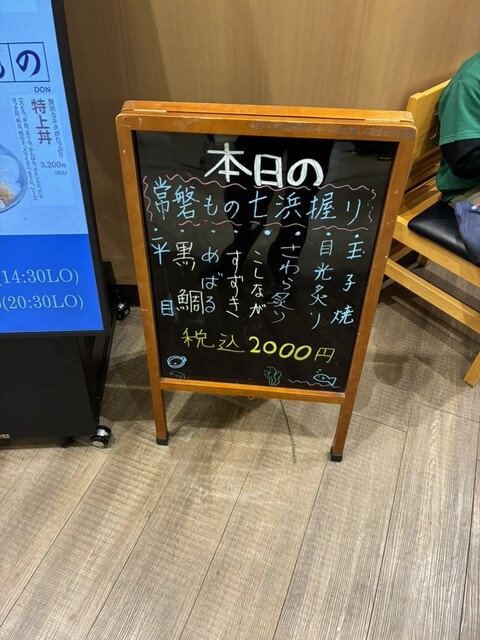 の
DON
特上丼
3,200円
(14:30LO)
(20:30LO)
本日の
常磐もの七浜握り
・玉子焼
・目光炙り
・さわら炙り
・こしなが
・すずき
・めばる
・黒鯛
・平目
税込2000円